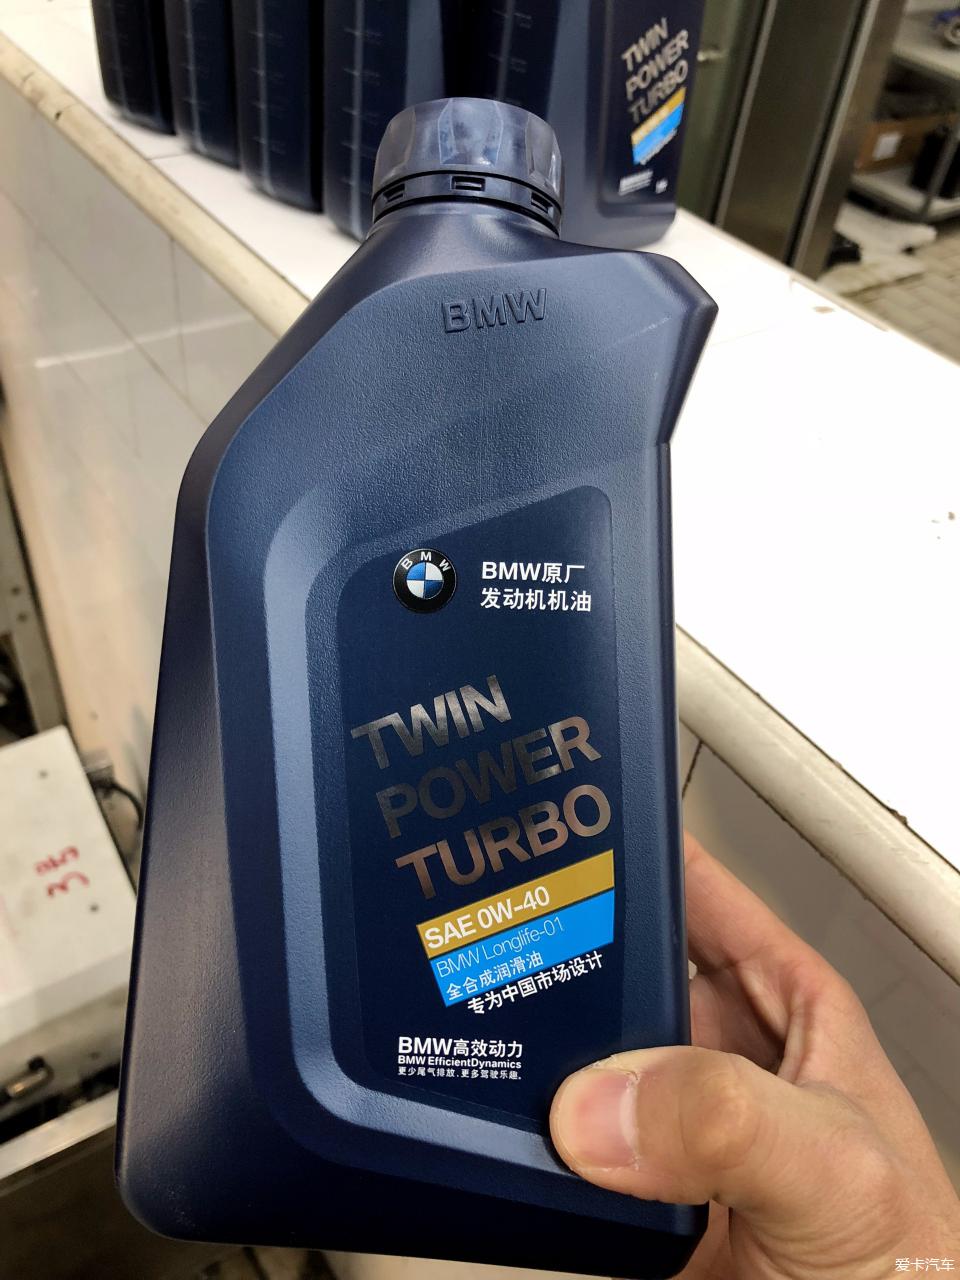 TWIN
POWER
TURBO
BMW
BMW
BMW原厂
发动机机油
TWIN
POWER
TURBO
SAE 0W-40
BMW Longlife-01
全合成润滑油
专为中国市场设计
BMW高效动力
BMW EfficientDynamics
更少尾气排放，更多驾驶乐趣。
爱卡汽车